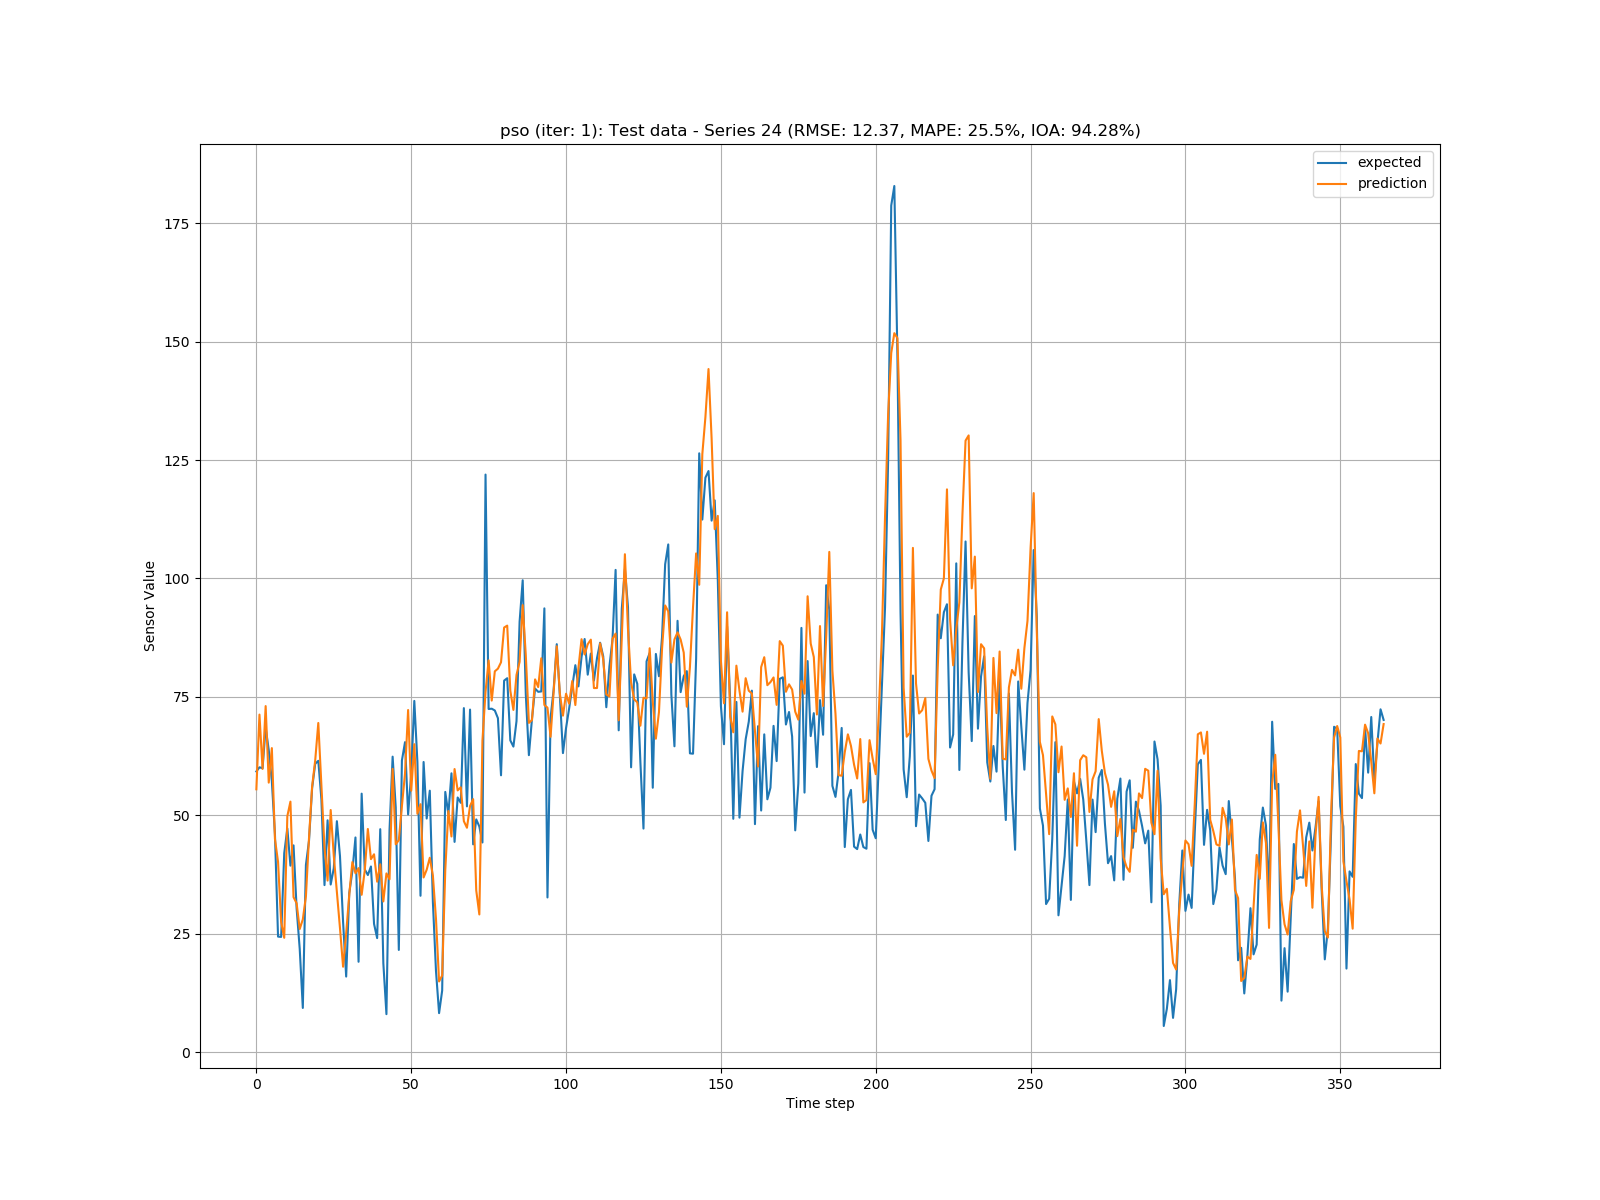 pso (iter: 1): Test data - Series 24 (RMSE: 12.37, MAPE: 25.5%, IOA: 94.28%)
expected
prediction
175
150
125
100
75
50
25
0
Sensor Value
0 50 100 150 200 250 300 350
Time step